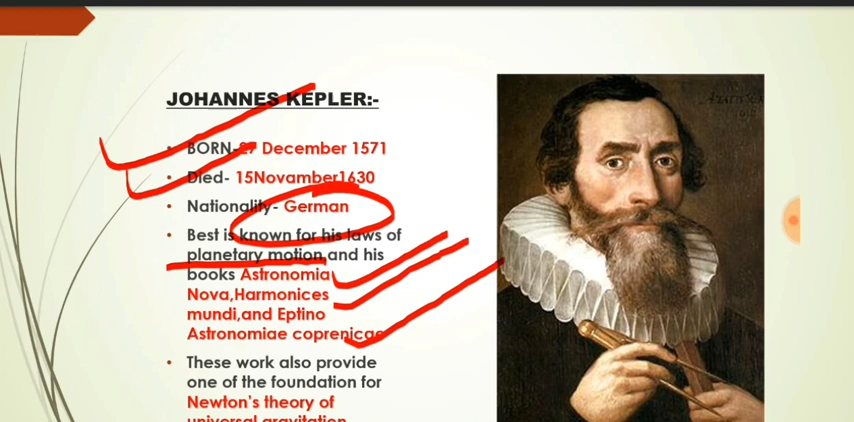 JOHANNES KEPLER:-
BORN-27 December 1571
Died- 15Novamber1630
Nationality- German
Best is known for his laws of
planetary motion and his
books Astronomia
Nova,Harmonices
mundi,and Eptino
Astronomiae coprenicae
These work also provide
one of the foundation for
Newton's theory of
universal gravitation